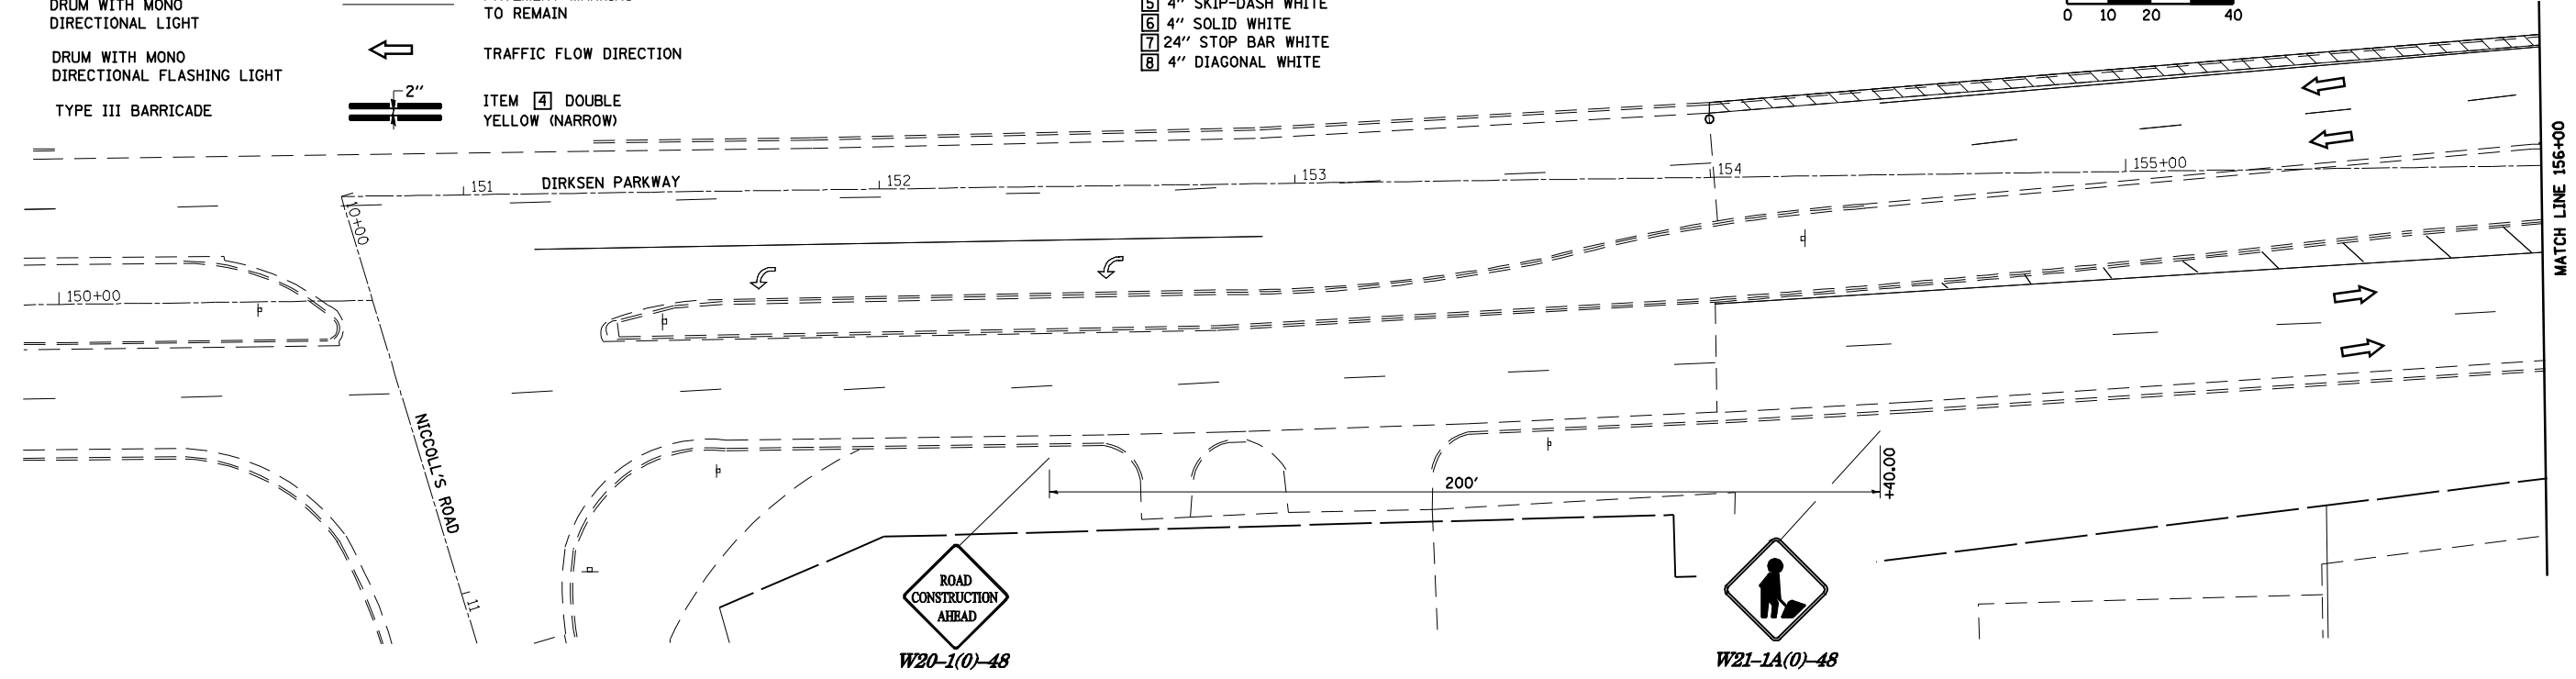 DRUM WITH MONO
DIRECTIONAL LIGHT
DRUM WITH MONO
DIRECTIONAL FLASHING LIGHT
TYPE III BARRICADE
TO REMAIN
TRAFFIC FLOW DIRECTION
2"
ITEM 4 DOUBLE
YELLOW (NARROW)
5 4" SKIP-DASH WHITE
6 4" SOLID WHITE
7 24" STOP BAR WHITE
8 4" DIAGONAL WHITE
0 10 20 40
MATCH LINE 156+00
151
DIRKSEN PARKWAY
152
153
154
155+00
10+00
150+00
NICCOLL'S ROAD
11
200'
+40.00
ROAD
CONSTRUCTION
AHEAD
W20-1(0)-48
W21-1A(0)-48